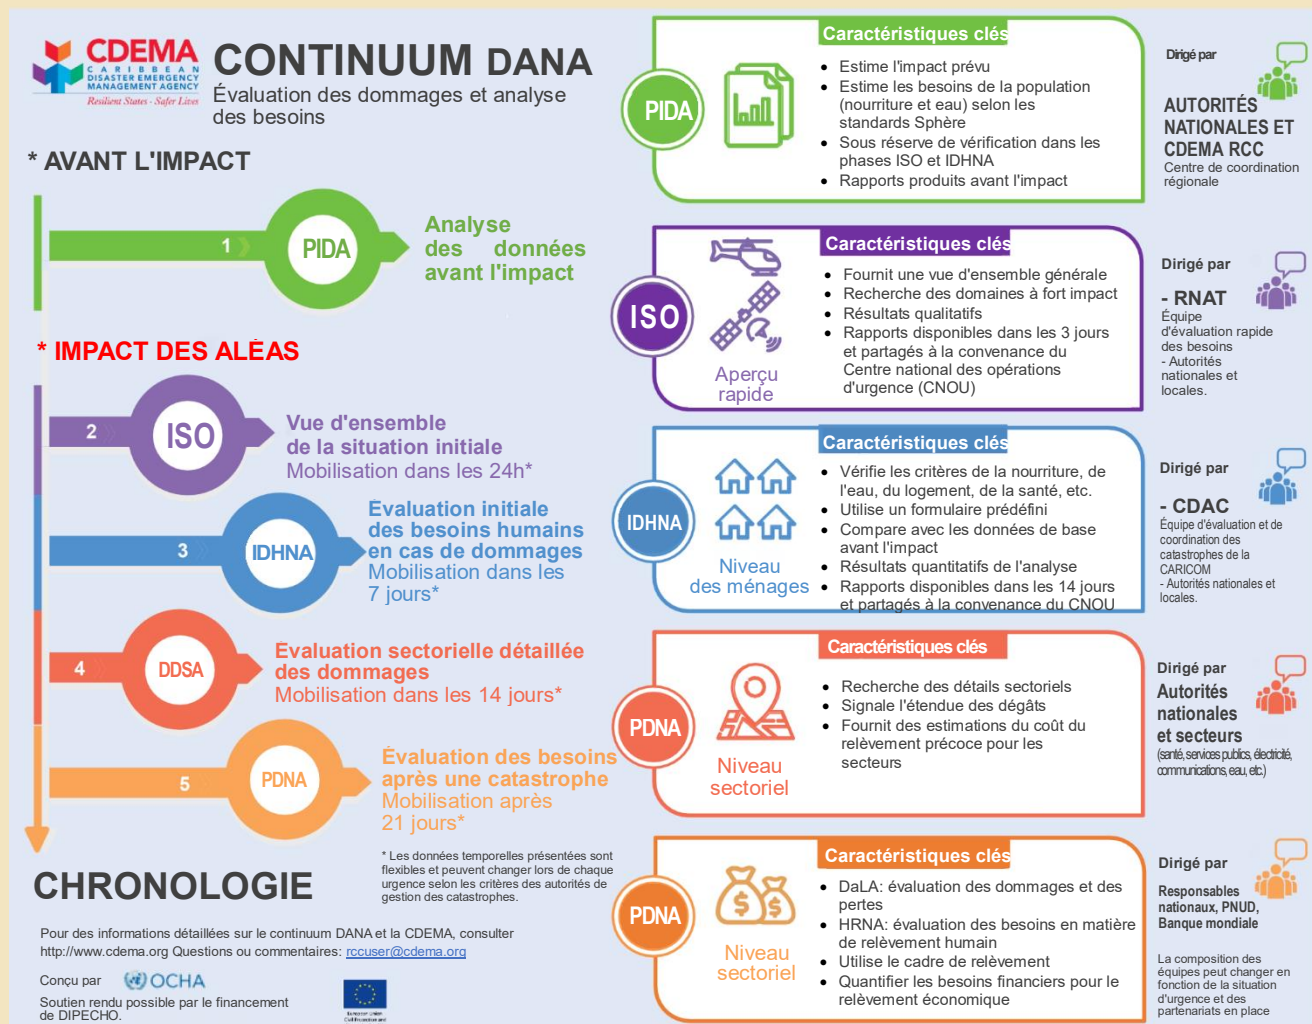 CDEMA
CARIBBEAN
DISASTER EMERGENCY
MANAGEMENT AGENCY
Resilient States - Safer Lives
CONTINUUM DANA
Évaluation des dommages et analyse
des besoins
* AVANT L'IMPACT
1
PIDA
Analyse
des données
avant l'impact
* IMPACT DES ALÉAS
2
ISO
Vue d'ensemble
de la situation initiale
Mobilisation dans les 24h*
3
IDHNA
Évaluation initiale
des besoins humains
en cas de dommages
Mobilisation dans les
7 jours*
4
DDSA
Évaluation sectorielle détaillée
des dommages
Mobilisation dans les 14 jours*
5
PDNA
Évaluation des besoins
après une catastrophe
Mobilisation après
21 jours*
* Les données temporelles présentées sont
flexibles et peuvent changer lors de chaque
urgence selon les critères des autorités de
gestion des catastrophes.
CHRONOLOGIE
Pour des informations détaillées sur le continuum DANA et la CDEMA, consulter
http://www.cdema.org Questions ou commentaires: rccuser@cdema.org
Conçu par
OCHA
Soutien rendu possible par le financement
de DIPECHO.
European Union
Civil Protection and
PIDA
Caractéristiques clés
• Estime l'impact prévu
• Estime les besoins de la population
(nourriture et eau) selon les
standards Sphère
• Sous réserve de vérification dans les
phases ISO et IDHNA
• Rapports produits avant l'impact
Dirigé par
AUTORITÉS
NATIONALES ET
CDEMA RCC
Centre de coordination
régionale
ISO
Aperçu
rapide
Caractéristiques clés
• Fournit une vue d'ensemble générale
• Recherche des domaines à fort impact
• Résultats qualitatifs
• Rapports disponibles dans les 3 jours
et partagés à la convenance du
Centre national des opérations
d'urgence (CNOU)
Dirigé par
- RNAT
Équipe
d'évaluation rapide
des besoins
- Autorités
nationales et
locales.
IDHNA
Niveau
des ménages
Caractéristiques clés
• Vérifie les critères de la nourriture, de
l'eau, du logement, de la santé, etc.
• Utilise un formulaire prédéfini
• Compare avec les données de base
avant l'impact
• Résultats quantitatifs de l'analyse
• Rapports disponibles dans les 14 jours
et partagés à la convenance du CNOU
Dirigé par
- CDAC
Équipe d'évaluation et de
coordination des
catastrophes de la
CARICOM
- Autorités nationales et
locales.
PDNA
Niveau
sectoriel
Caractéristiques clés
• Recherche des détails sectoriels
• Signale l'étendue des dégâts
• Fournit des estimations du coût du
relèvement précoce pour les
secteurs
Dirigé par
Autorités
nationales
et secteurs
(santé, services publics, électricité,
communications, eau, etc.)
PDNA
Niveau
sectoriel
Caractéristiques clés
• DaLA: évaluation des dommages et des
pertes
• HRNA: évaluation des besoins en matière
de relèvement humain
• Utilise le cadre de relèvement
• Quantifier les besoins financiers pour le
relèvement économique
Dirigé par
Responsables
nationaux, PNUD,
Banque mondiale
La composition des
équipes peut changer en
fonction de la situation
d'urgence et des
partenariats en place